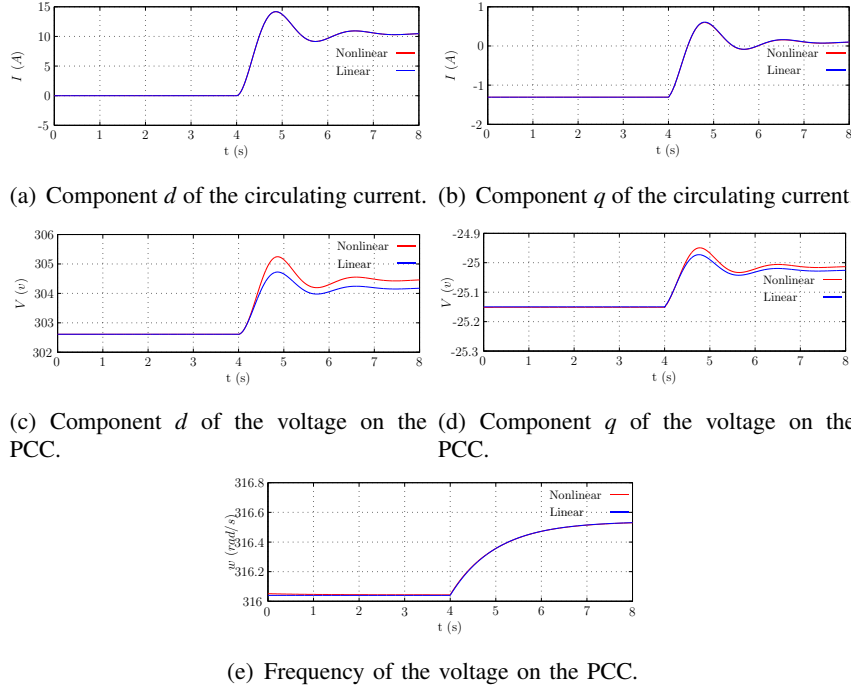 15
10
5
0
-5
I (A)
Nonlinear
Linear
0 1 2 3 4 5 6 7 8
t (s)
(a) Component d of the circulating current.
1
0
-1
-2
I (A)
Nonlinear
Linear
0 1 2 3 4 5 6 7 8
t (s)
(b) Component q of the circulating current
306
305
304
303
302
V (v)
Nonlinear
Linear
0 1 2 3 4 5 6 7 8
t (s)
(c) Component d of the voltage on the
PCC.
-24.9
-25
-25.1
-25.2
-25.3
V (v)
Nonlinear
Linear
0 1 2 3 4 5 6 7 8
t (s)
(d) Component q of the voltage on the
PCC.
316.8
316.6
316.4
316.2
316
w (rad/s)
Nonlinear
Linear
0 1 2 3 4 5 6 7 8
t (s)
(e) Frequency of the voltage on the PCC.